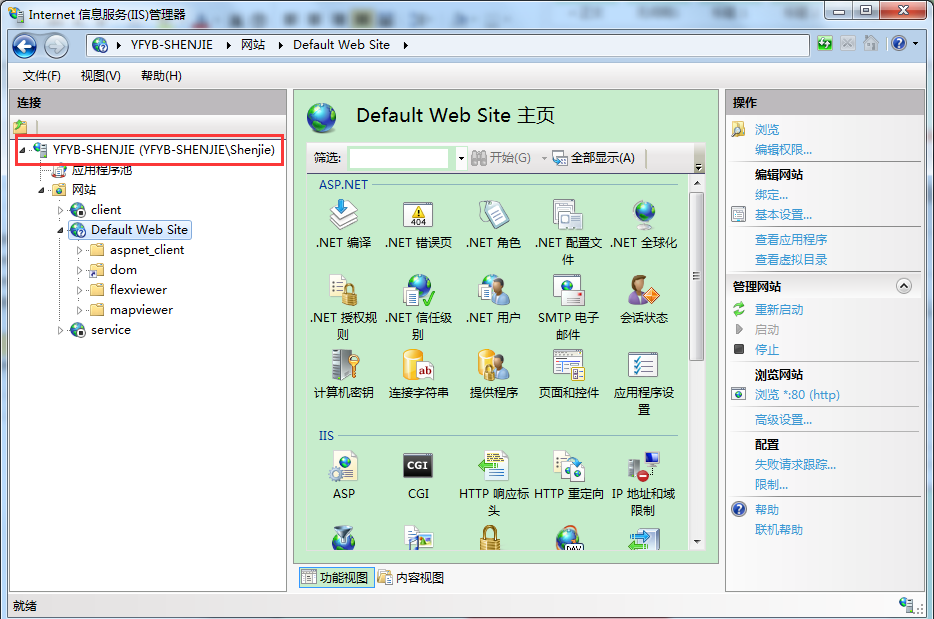 Internet 信息服务(IIS)管理器
YFYB-SHENJIE 网站 Default Web Site
文件(F) 视图(V) 帮助(H)
连接
YFYB-SHENJIE (YFYB-SHENJIE\Shenjie)
应用程序池
网站
client
Default Web Site
aspnet_client
dom
flexviewer
mapviewer
service
Default Web Site 主页
筛选: 开始(G) 全部显示(A)
ASP.NET
.NET 编译 .NET 错误页 .NET 角色 .NET 配置文件 .NET 全球化
.NET 授权规则 .NET 信任级别 .NET 用户 SMTP 电子邮件 会话状态
计算机密钥 连接字符串 提供程序 页面和控件 应用程序设置
IIS
ASP CGI HTTP 响应标头 HTTP 重定向 IP 地址和域限制
404
ab
CGI
DAV
功能视图 内容视图
操作
浏览
编辑权限...
编辑网站
绑定...
基本设置...
查看应用程序
查看虚拟目录
管理网站
重新启动
启动
停止
浏览网站
浏览 *:80 (http)
高级设置...
配置
失败请求跟踪...
限制...
帮助
联机帮助
就绪